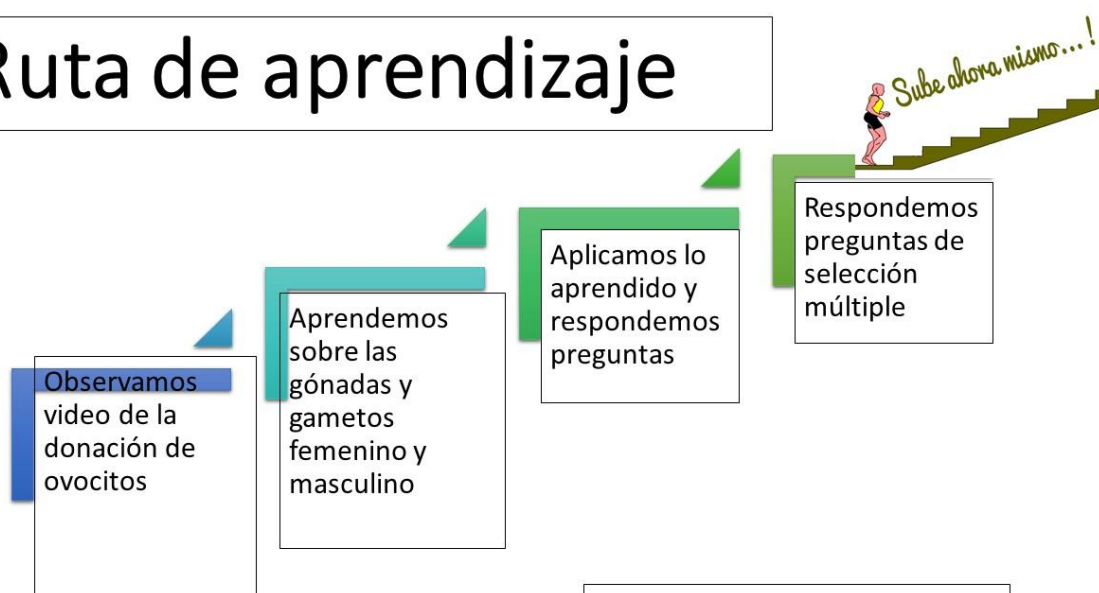 Ruta de aprendizaje
Sube ahora mismo...!
Observamos
video de la
donación de
ovocitos
Aprendemos
sobre las
gónadas y
gametos
femenino y
masculino
Aplicamos lo
aprendido y
respondemos
preguntas
Respondemos
preguntas de
selección
múltiple